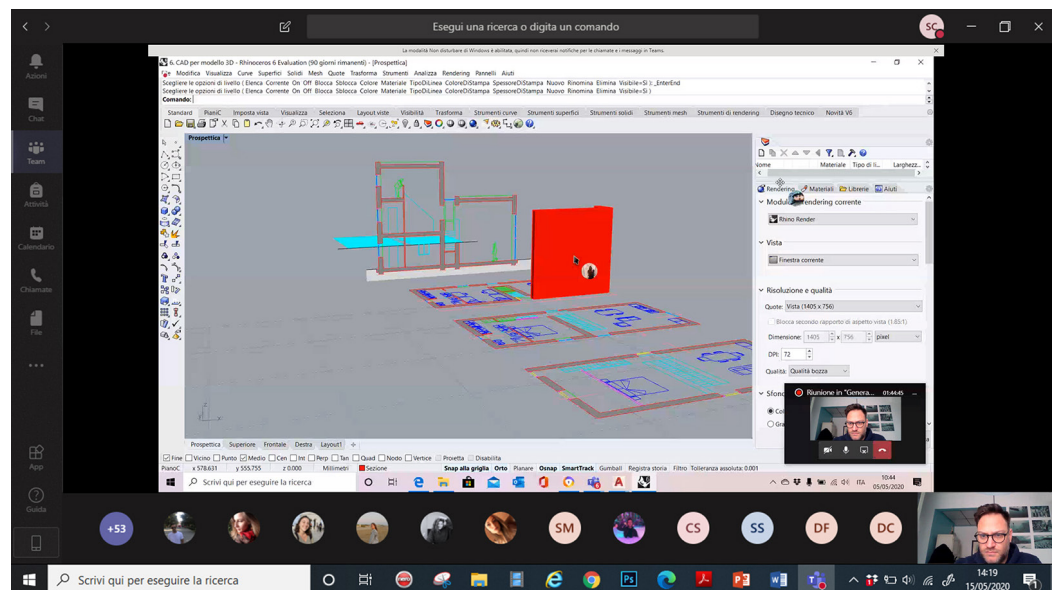 Esegui una ricerca o digita un comando
SC
La modalità Non disturbare di Windows è abilitata, quindi non riceverai notifiche per le chiamate e i messaggi in Teams.
6. CAD per modello 3D - Rhinoceros 6 Evaluation (90 giorni rimanenti) - [Prospettica]
Modifica Visualizza Curve Superfici Solidi Mesh Quote Trasforma Strumenti Analizza Rendering Pannelli Aiuti
Scegliere le opzioni di livello ( Elenca Corrente On Off Blocca Sblocca Colore Materiale TipoDiLinea ColoreDiStampa SpessoreDiStampa Nuovo Rinomina Elimina Visibile=Sì ): _EnterEnd
Scegliere le opzioni di livello ( Elenca Corrente On Off Blocca Sblocca Colore Materiale TipoDiLinea ColoreDiStampa SpessoreDiStampa Nuovo Rinomina Elimina Visibile=Sì )
Comando:
Standard PianiC Imposta vista Visualizza Seleziona Layout viste Visibilità Trasforma Strumenti curve Strumenti superfici Strumenti solidi Strumenti mesh Strumenti di rendering Disegno tecnico Novità V6
Prospettica
Nome Materiale Tipo di li... Larghezz...
Rendering Materiali Librerie Aiuti
rendering corrente
Rhino Render
Vista
Finestra corrente
Risoluzione e qualità
Quote: Vista (1405 x 756)
Blocca secondo rapporto di aspetto vista (1.85:1)
Dimensione: 1405 x 756 pixel
DPI: 72
Qualità: Qualità bozza
Riunione in "Genera... 01:44:45
Azioni
Chat
Team
Attività
Calendario
Chiamate
File
App
Guida
Prospettica Superiore Frontale Destra Layout1
Fine Vicino Punto Medio Cen Int Perp Tan Quad Nodo Vertice Proietta Disabilita
PianoC x 578.631 y 555.755 z 0.000 Millimetri Sezione Snap alla griglia Orto Planare Osnap SmartTrack Gumball Registra storia Filtro Tolleranza assoluta: 0.001
Scrivi qui per eseguire la ricerca
ITA
10:44
05/05/2020
+53
SM
CS
SS
DF
DC
Scrivi qui per eseguire la ricerca
14:19
15/05/2020